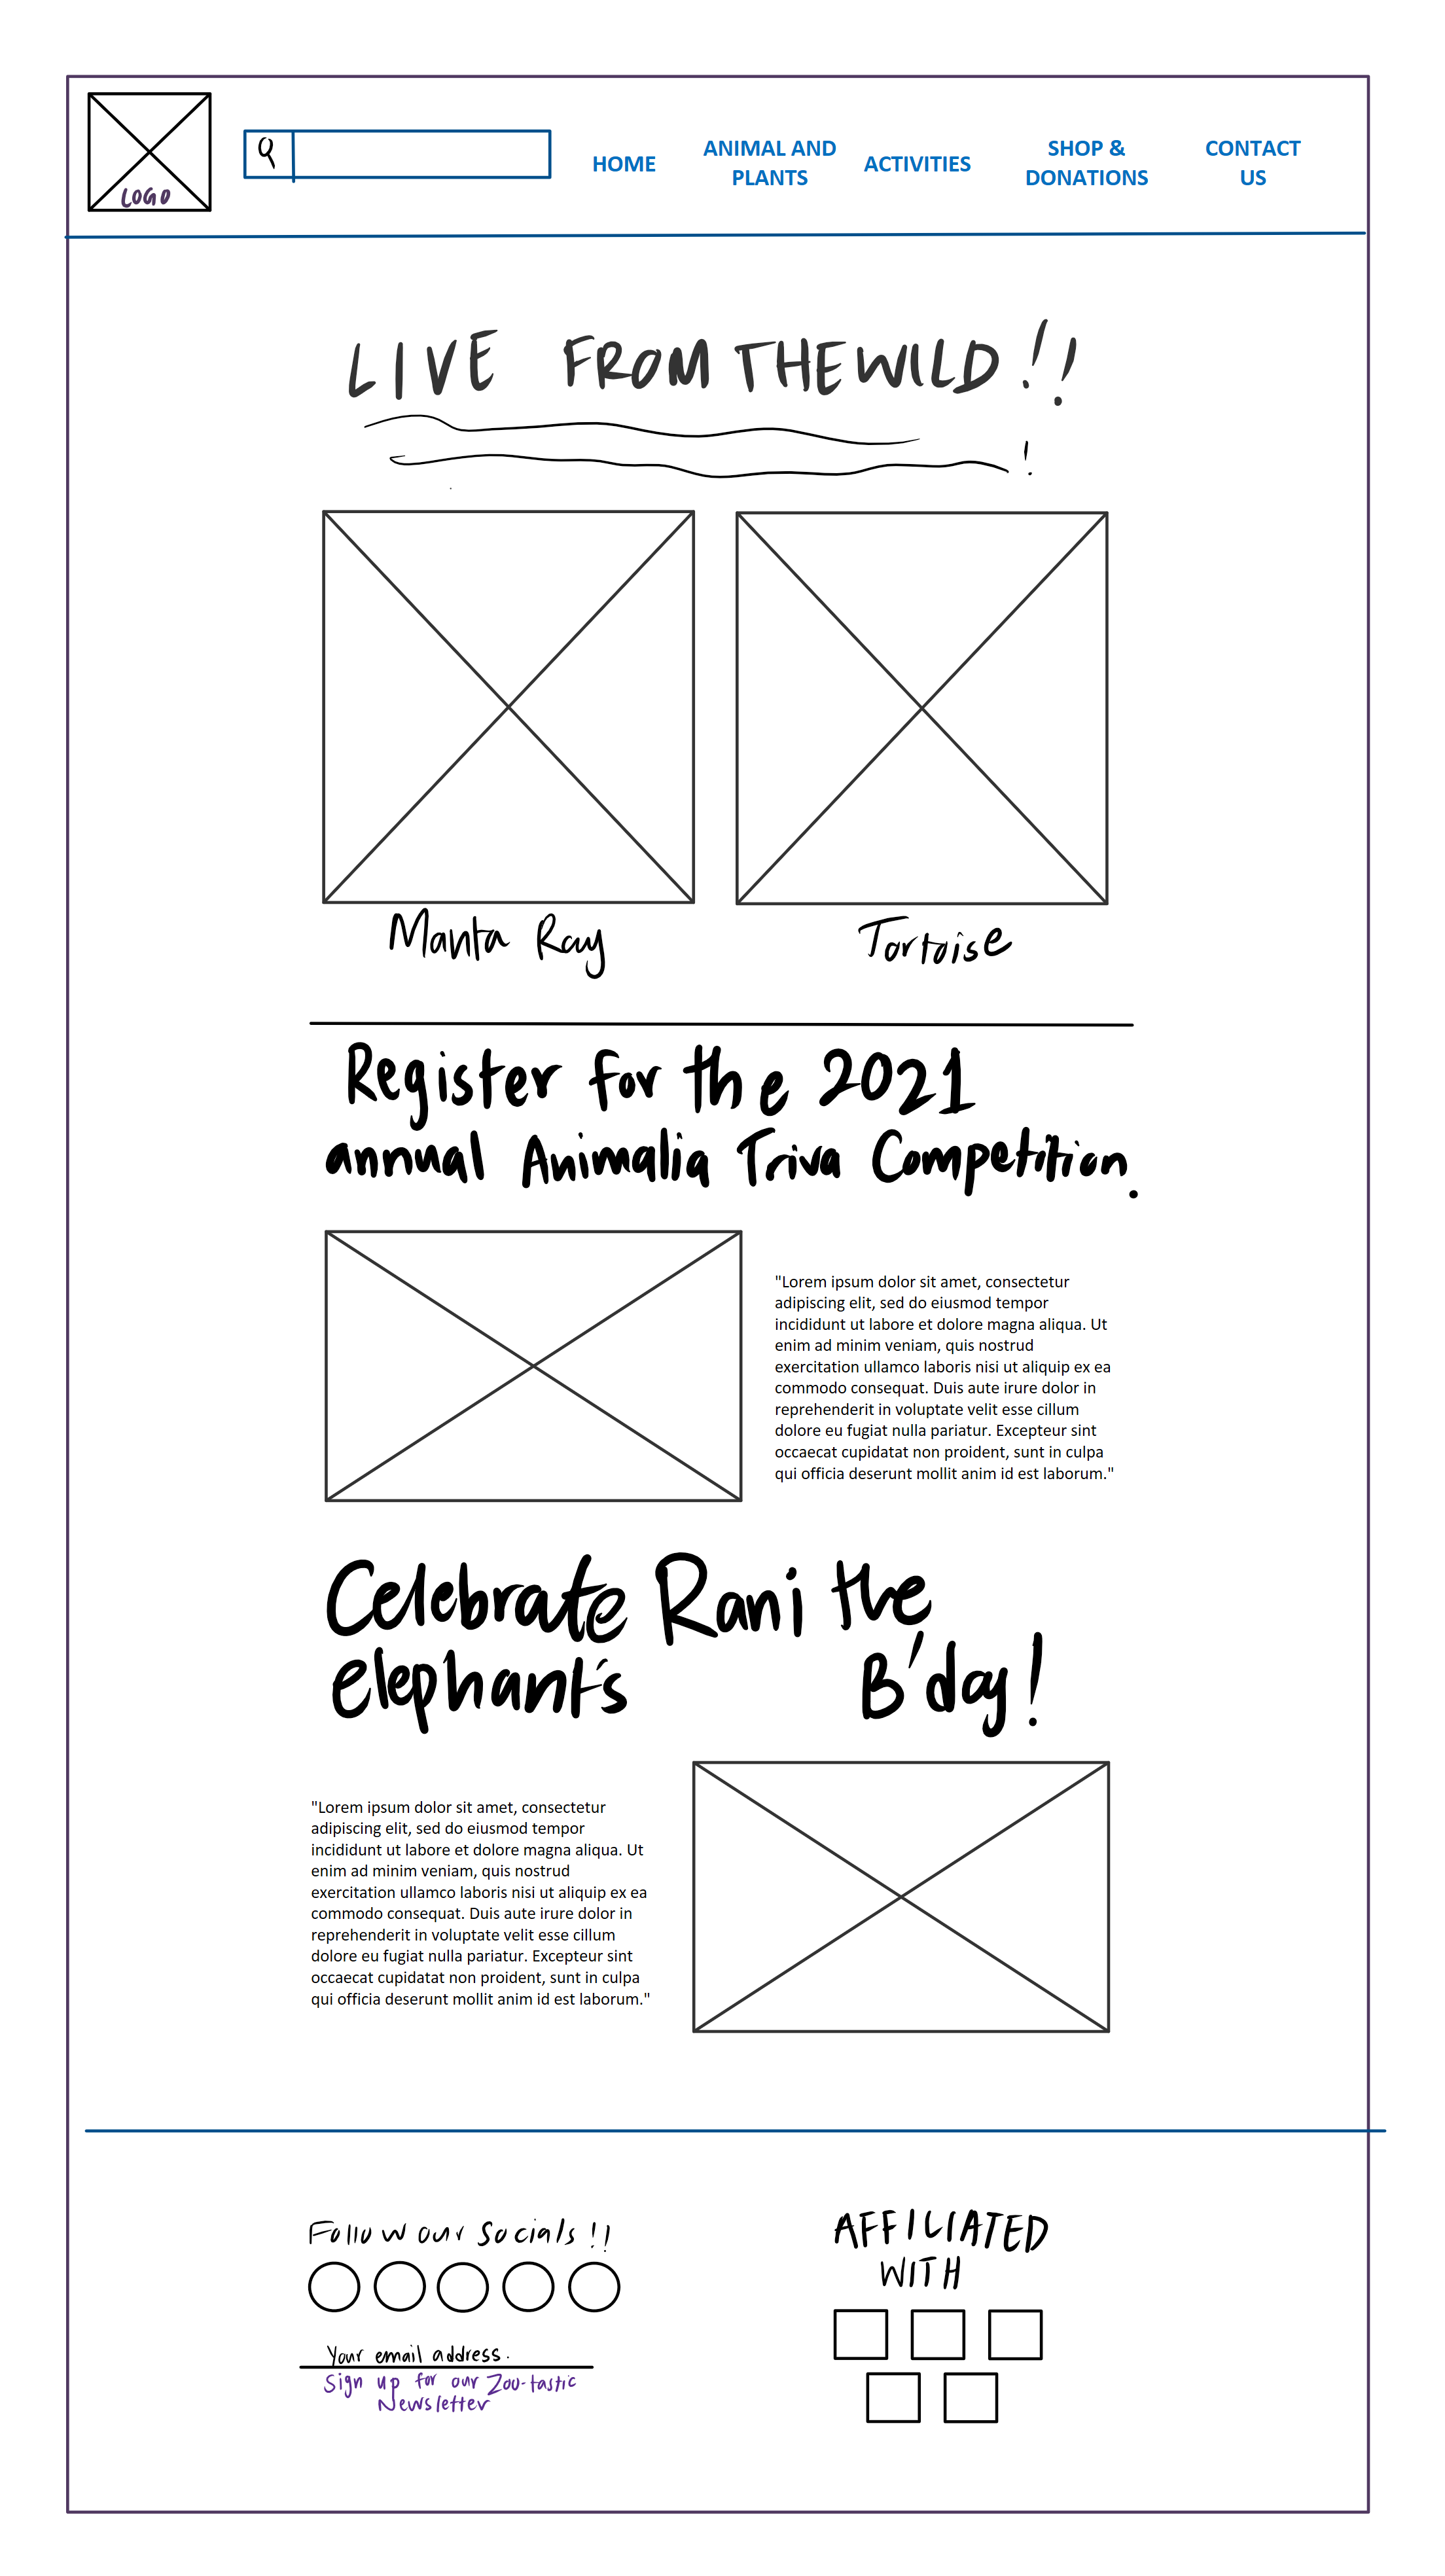 LOGO
HOME
ANIMAL AND
PLANTS
ACTIVITIES
SHOP &
DONATIONS
CONTACT
US
LIVE FROM THE WILD!!
!
Manta Ray
Tortoise
Register for the 2021
annual Animalia Triva Competition.
"Lorem ipsum dolor sit amet, consectetur
adipiscing elit, sed do eiusmod tempor
incididunt ut labore et dolore magna aliqua. Ut
enim ad minim veniam, quis nostrud
exercitation ullamco laboris nisi ut aliquip ex ea
commodo consequat. Duis aute irure dolor in
reprehenderit in voluptate velit esse cillum
dolore eu fugiat nulla pariatur. Excepteur sint
occaecat cupidatat non proident, sunt in culpa
qui officia deserunt mollit anim id est laborum."
Celebrate Rani the
elephant's B'day!
"Lorem ipsum dolor sit amet, consectetur
adipiscing elit, sed do eiusmod tempor
incididunt ut labore et dolore magna aliqua. Ut
enim ad minim veniam, quis nostrud
exercitation ullamco laboris nisi ut aliquip ex ea
commodo consequat. Duis aute irure dolor in
reprehenderit in voluptate velit esse cillum
dolore eu fugiat nulla pariatur. Excepteur sint
occaecat cupidatat non proident, sunt in culpa
qui officia deserunt mollit anim id est laborum."
Follow our Socials !!
Your email address.
Sign up for our Zoo-tastic
Newsletter
AFFILIATED
WITH